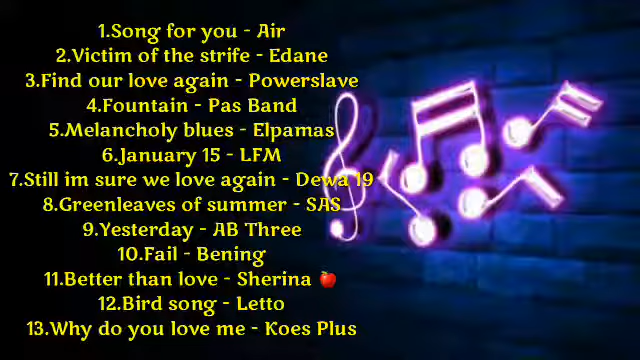 1.Song for you - Air
2.Victim of the strife - Edane
3.Find our love again - Powerslave
4.Fountain - Pas Band
5.Melancholy blues - Elpamas
6.January 15 - LFM
7.Still im sure we love again - Dewa 19
8.Greenleaves of summer - SAS
9.Yesterday - AB Three
10.Fail - Bening
11.Better than love - Sherina 🍎
12.Bird song - Letto
13.Why do you love me - Koes Plus